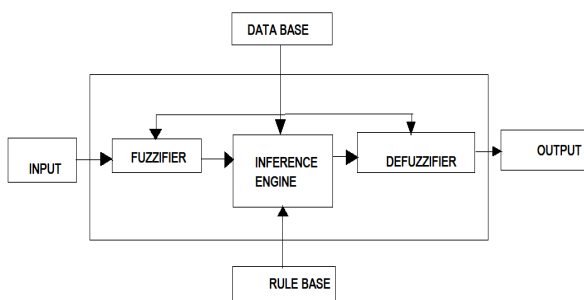 DATA BASE
INPUT
FUZZIFIER
INFERENCE
ENGINE
DEFUZZIFIER
OUTPUT
RULE BASE